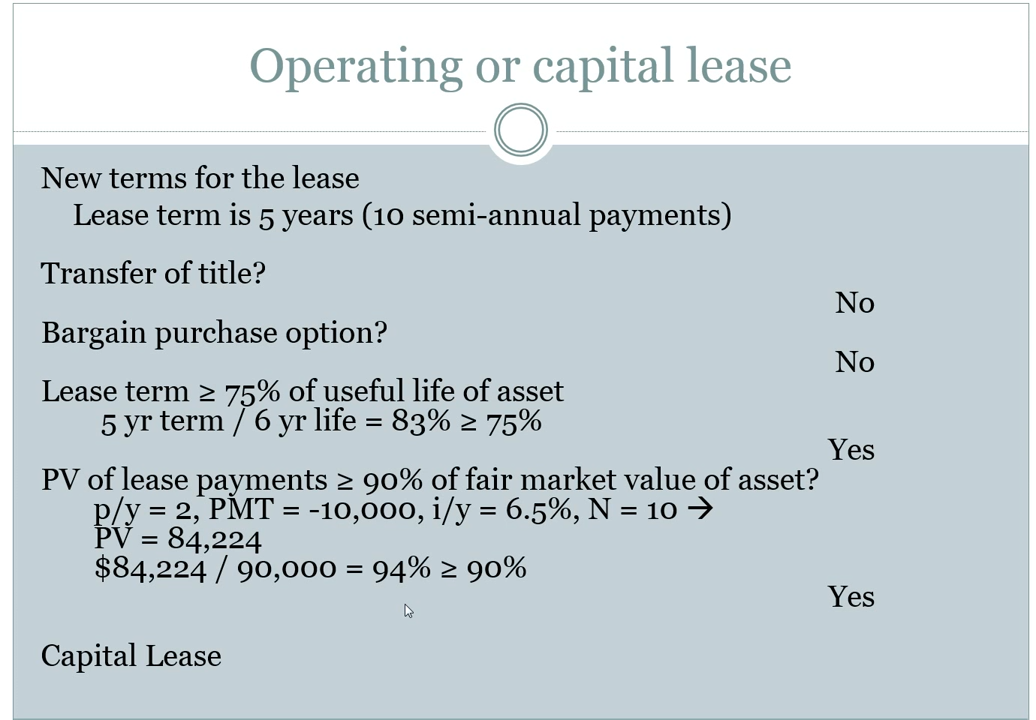 Operating or capital lease
New terms for the lease
Lease term is 5 years (10 semi-annual payments)
Transfer of title?
No
Bargain purchase option?
No
Lease term ≥ 75% of useful life of asset
5 yr term / 6 yr life = 83% ≥ 75%
Yes
PV of lease payments ≥ 90% of fair market value of asset?
p/y = 2, PMT = -10,000, i/y = 6.5%, N = 10 →
PV = 84,224
$84,224 / 90,000 = 94% ≥ 90%
Yes
Capital Lease